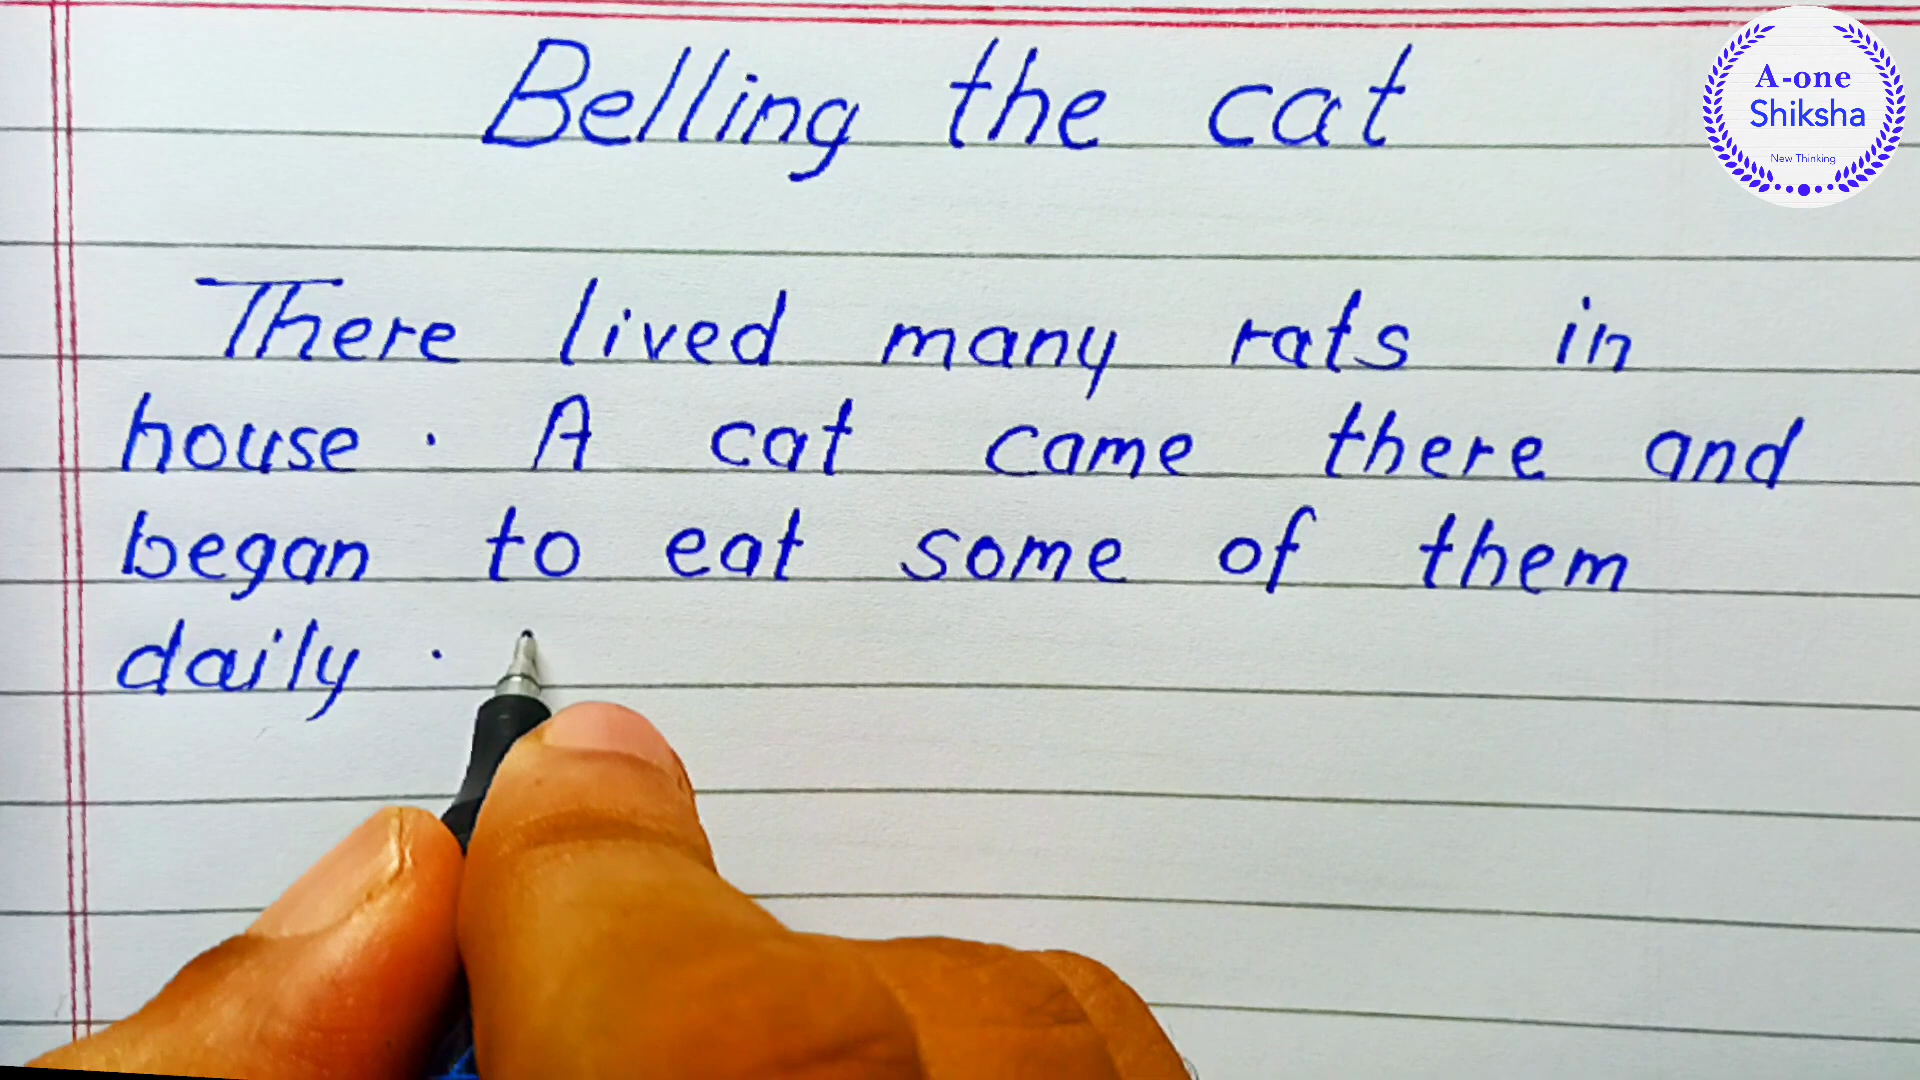 Belling the cat
A-one
Shiksha
New Thinking
There lived many rats in
house. A cat came there and
began to eat some of them
daily.